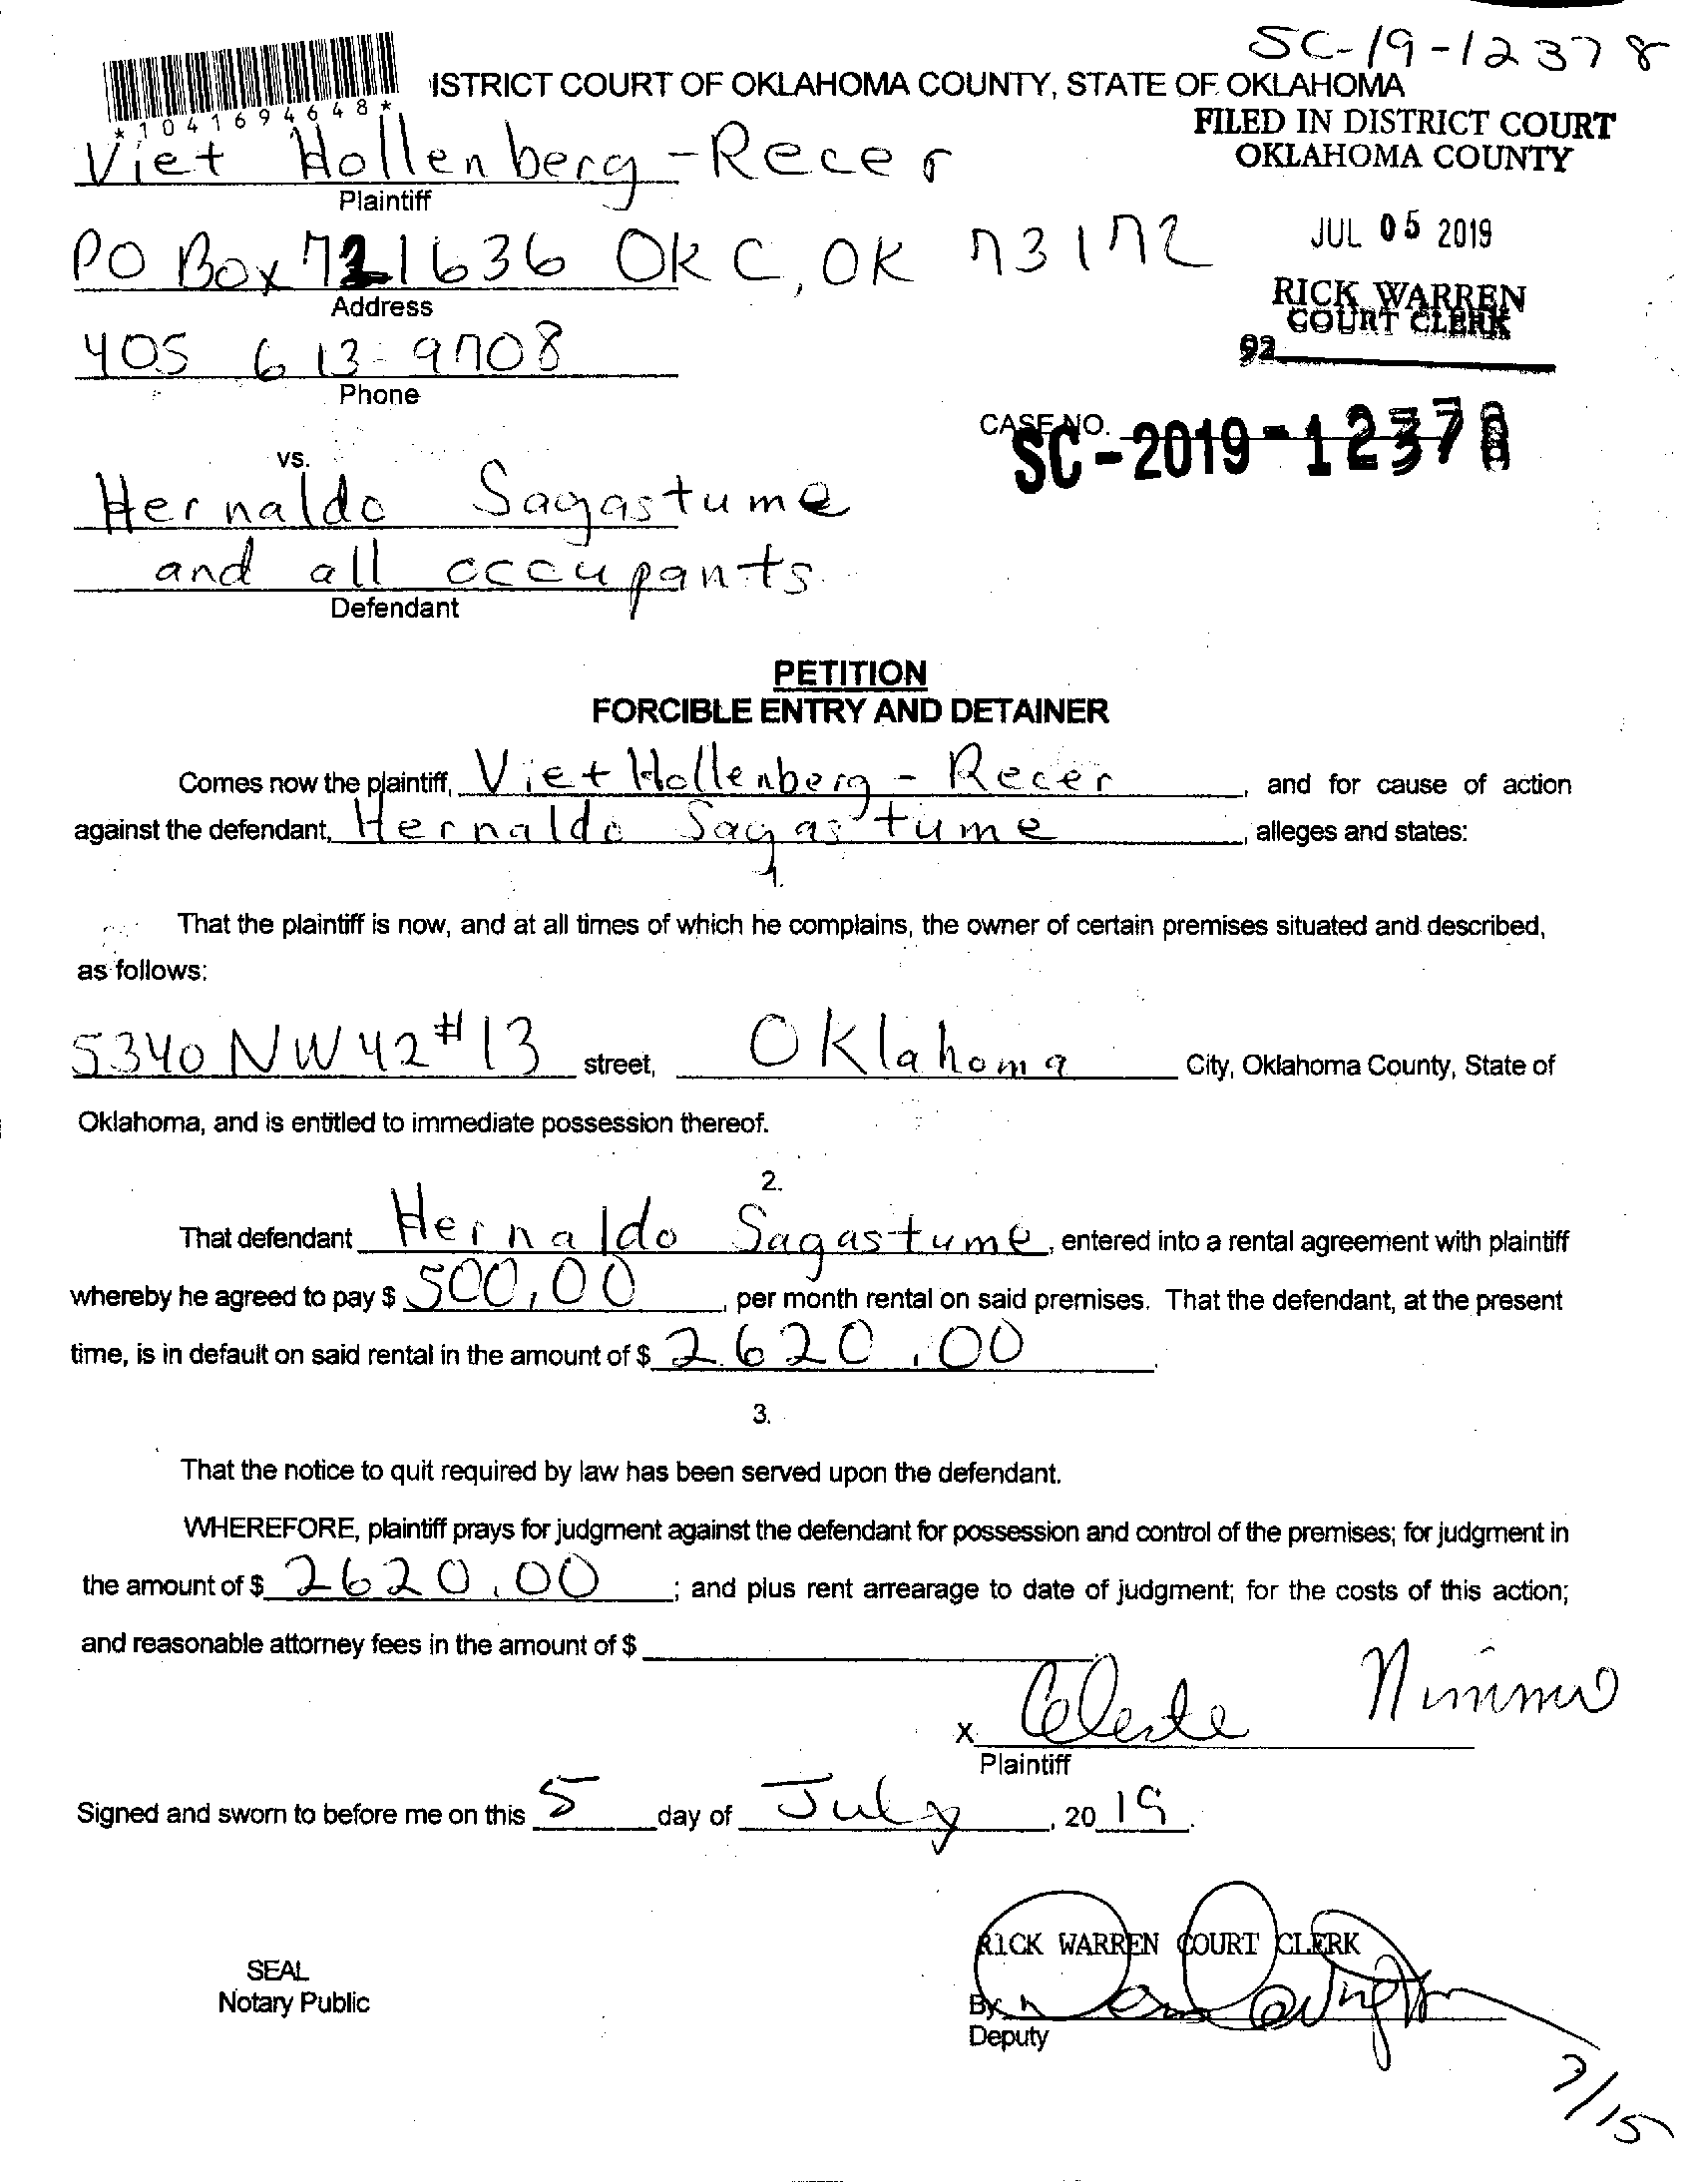 SC-19-12378
ISTRICT COURT OF OKLAHOMA COUNTY, STATE OF OKLAHOMA
*1041694648*
FILED IN DISTRICT COURT
OKLAHOMA COUNTY
Viet Hollenberg-Recer
Plaintiff
JUL 05 2019
PO Box 721636 OKC, OK 73172
Address
RICK WARREN
COURT CLERK
92
405 613-9708
Phone
CASE NO.
SC-2019-12378
vs.
Hernaldo Sagastume
and all occupants
Defendant
PETITION
FORCIBLE ENTRY AND DETAINER
Comes now the plaintiff, Viet Hollenberg-Recer, and for cause of action
against the defendant, Hernaldo Sagastume, alleges and states:
1.
That the plaintiff is now, and at all times of which he complains, the owner of certain premises situated and described,
as follows:
5340 NW 42 #13 street, Oklahoma City, Oklahoma County, State of
Oklahoma, and is entitled to immediate possession thereof.
2.
That defendant Hernaldo Sagastume, entered into a rental agreement with plaintiff
whereby he agreed to pay $ 500.00, per month rental on said premises. That the defendant, at the present
time, is in default on said rental in the amount of $ 2620.00.
3.
That the notice to quit required by law has been served upon the defendant.
WHEREFORE, plaintiff prays for judgment against the defendant for possession and control of the premises; for judgment in
the amount of $ 2620.00; and plus rent arrearage to date of judgment; for the costs of this action;
and reasonable attorney fees in the amount of $
x Celeste Nimmo
Plaintiff
Signed and sworn to before me on this 5 day of July, 2019.
RICK WARREN COURT CLERK
SEAL
Notary Public
By
Deputy
7/15